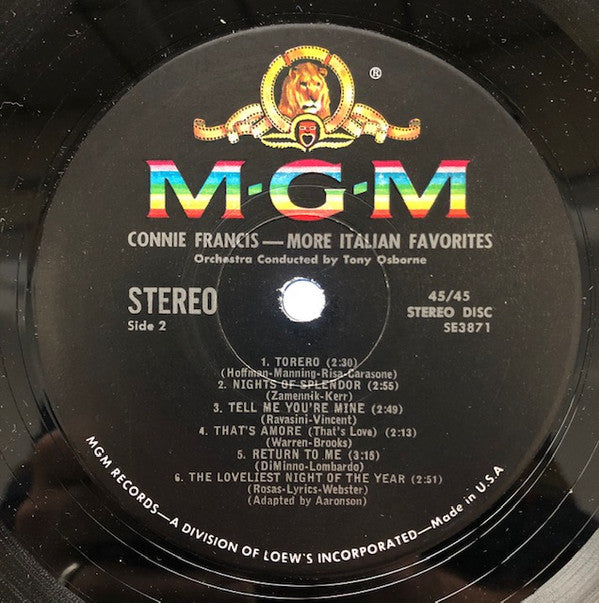 ®
M·G·M
CONNIE FRANCIS — MORE ITALIAN FAVORITES
Orchestra Conducted by Tony Osborne
STEREO
Side 2
45/45
STEREO DISC
SE3871
1. TORERO (2:30)
(Hoffman-Manning-Risa-Carasone)
2. NIGHTS OF SPLENDOR (2:55)
(Zamennik-Kerr)
3. TELL ME YOU'RE MINE (2:49)
(Ravasini-Vincent)
4. THAT'S AMORE (That's Love) (2:13)
(Warren-Brooks)
5. RETURN TO ME (3:15)
(DiMinno-Lombardo)
6. THE LOVELIEST NIGHT OF THE YEAR (2:51)
(Rosas-Lyrics-Webster)
(Adapted by Aaronson)
MGM RECORDS—A DIVISION OF LOEW'S INCORPORATED—Made in U.S.A